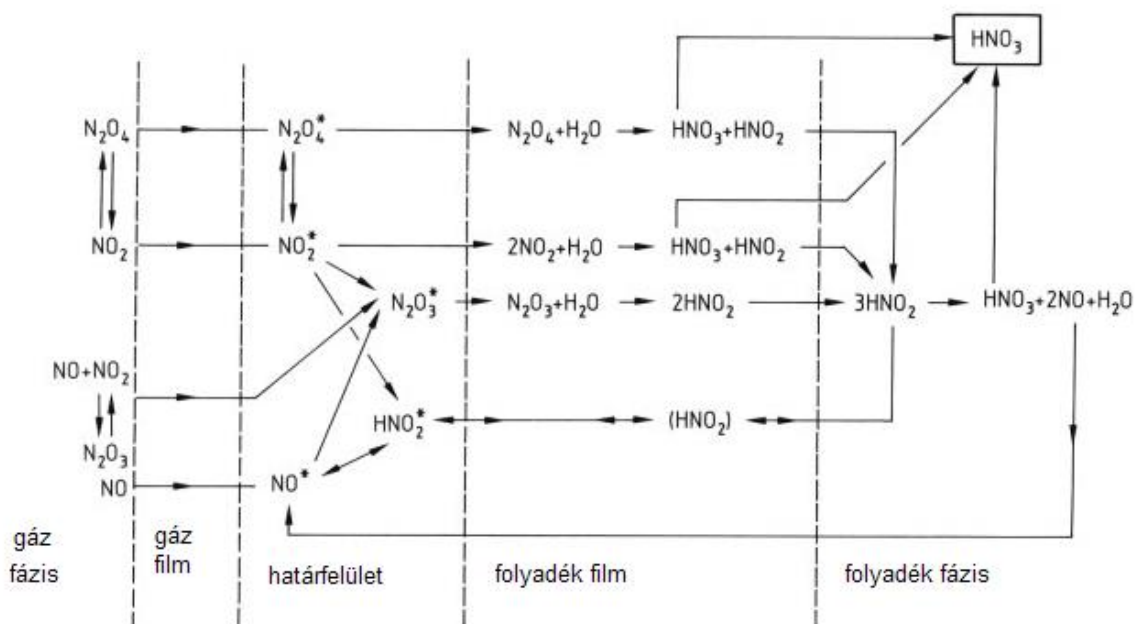 HNO₃
N₂O₄ N₂O₄* N₂O₄+H₂O HNO₃+HNO₂
NO₂ NO₂* 2NO₂+H₂O HNO₃+HNO₂
N₂O₃* N₂O₃+H₂O 2HNO₂ 3HNO₂ HNO₃+2NO+H₂O
NO+NO₂
HNO₂* (HNO₂)
N₂O₃
NO NO*
gáz fázis
gáz film
határfelület
folyadék film
folyadék fázis